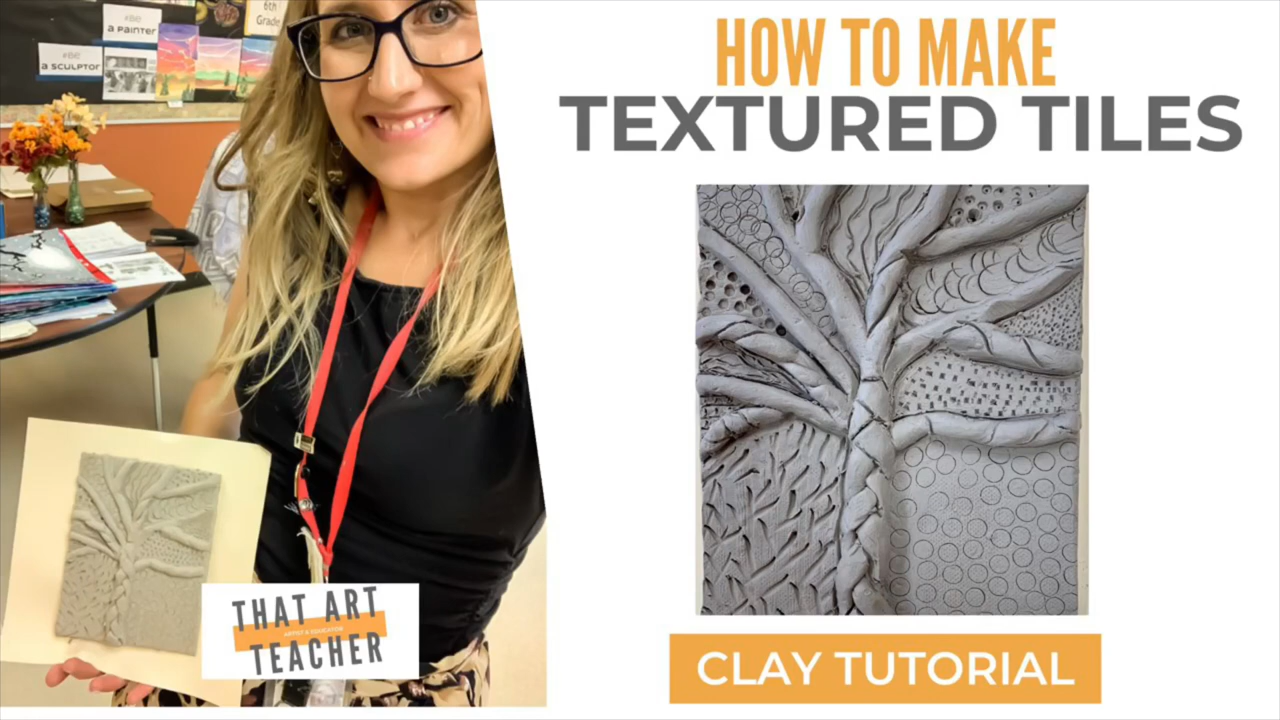 6th
Grade
#BE
a PAINTER
#BE
a SCULPTOR
HOW TO MAKE
TEXTURED TILES
THAT ART
ARTIST & EDUCATOR
TEACHER
CLAY TUTORIAL